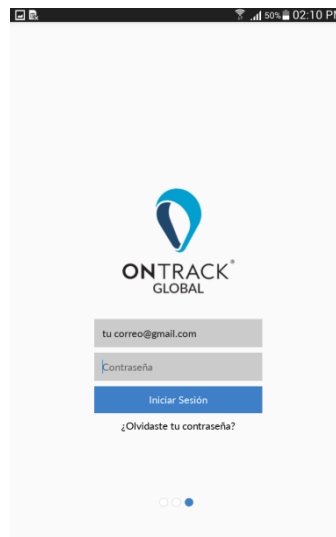 50% 02:10 PM
ONTRACK®
GLOBAL
tu correo@gmail.com
Contraseña
Iniciar Sesión
¿Olvidaste tu contraseña?